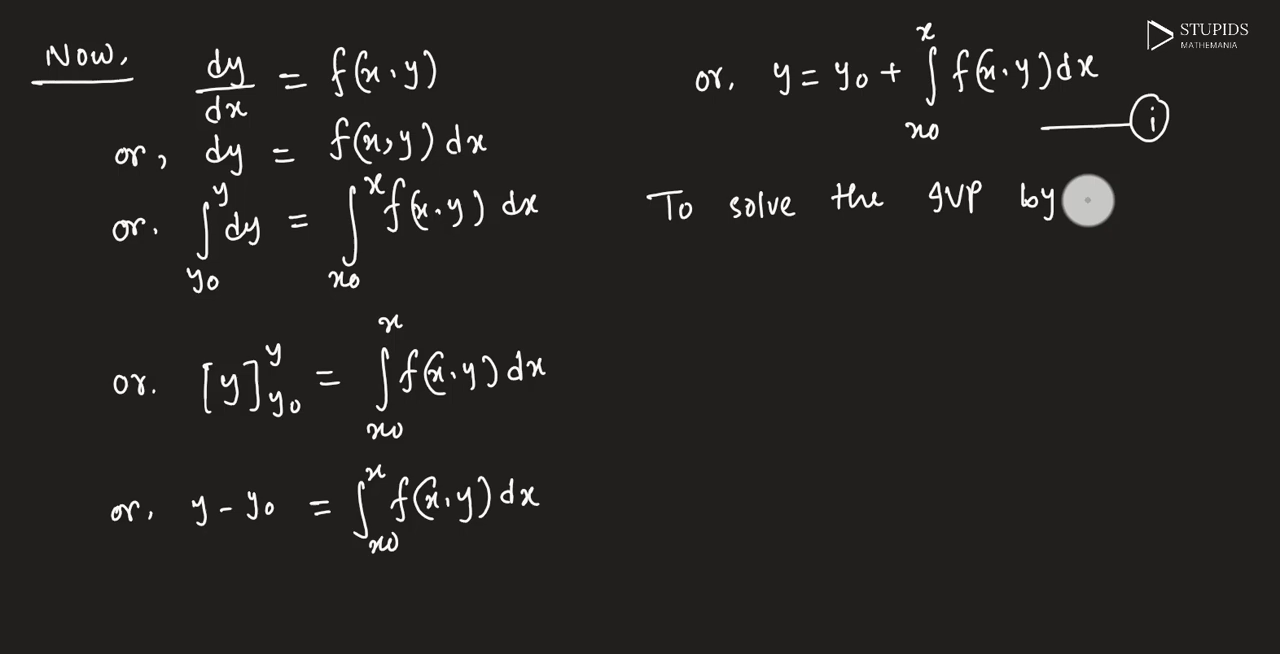 Now,
dy/dx = f(x,y)
or, dy = f(x,y) dx
or, ∫_{y0}^{y} dy = ∫_{x0}^{x} f(x,y) dx
or, [y]_{y0}^{y} = ∫_{x0}^{x} f(x,y) dx
or, y - y0 = ∫_{x0}^{x} f(x,y) dx
or, y = y0 + ∫_{x0}^{x} f(x,y) dx
(i)
To solve the IVP by
STUPIDS
MATHEMANIA